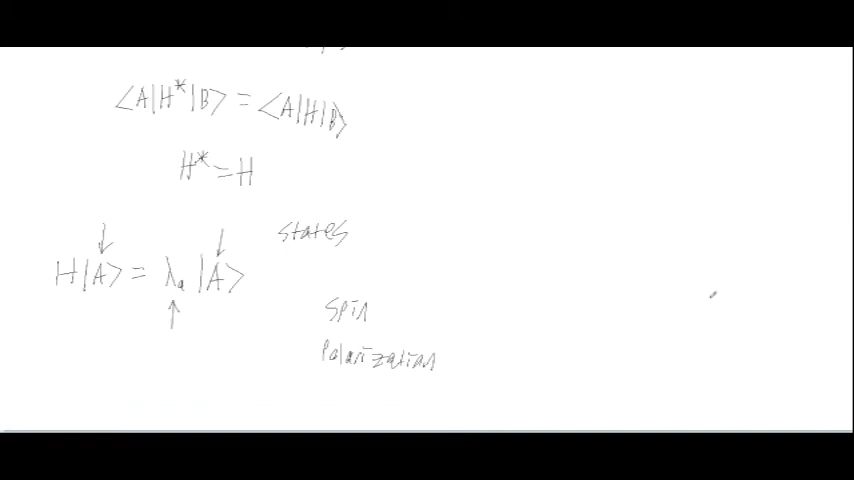 ⟨A|H*|B⟩ = ⟨A|H|B⟩
H* = H
states
H|A⟩ = λₐ |A⟩
Spin
Polarization